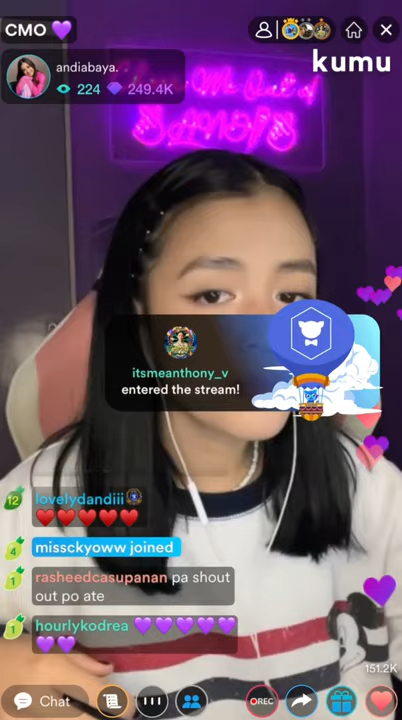 CMO
kumu
andiabaya.
224 249.4K
itsmeanthony_v
entered the stream!
12 lovelydandiii
4 missckyoww joined
1 rasheedcasupanan pa shout
out po ate
1 hourlykodrea
151.2K
Chat
REC